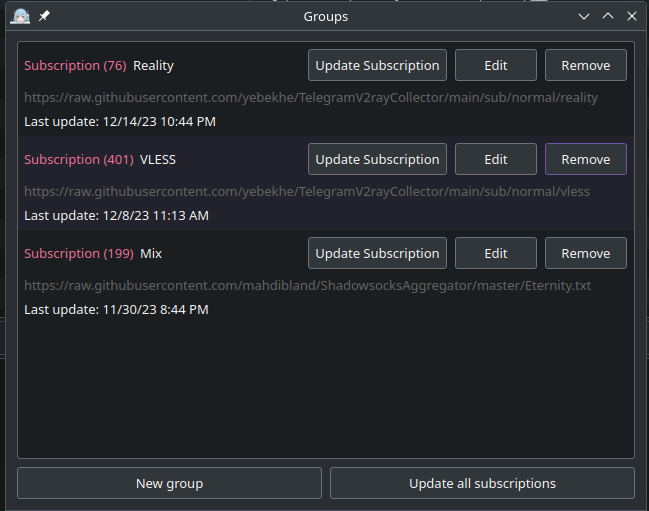 Groups
Subscription (76) Reality Update Subscription Edit Remove
https://raw.githubusercontent.com/yebekhe/TelegramV2rayCollector/main/sub/normal/reality
Last update: 12/14/23 10:44 PM
Subscription (401) VLESS Update Subscription Edit Remove
https://raw.githubusercontent.com/yebekhe/TelegramV2rayCollector/main/sub/normal/vless
Last update: 12/8/23 11:13 AM
Subscription (199) Mix Update Subscription Edit Remove
https://raw.githubusercontent.com/mahdibland/ShadowsocksAggregator/master/Eternity.txt
Last update: 11/30/23 8:44 PM
New group Update all subscriptions